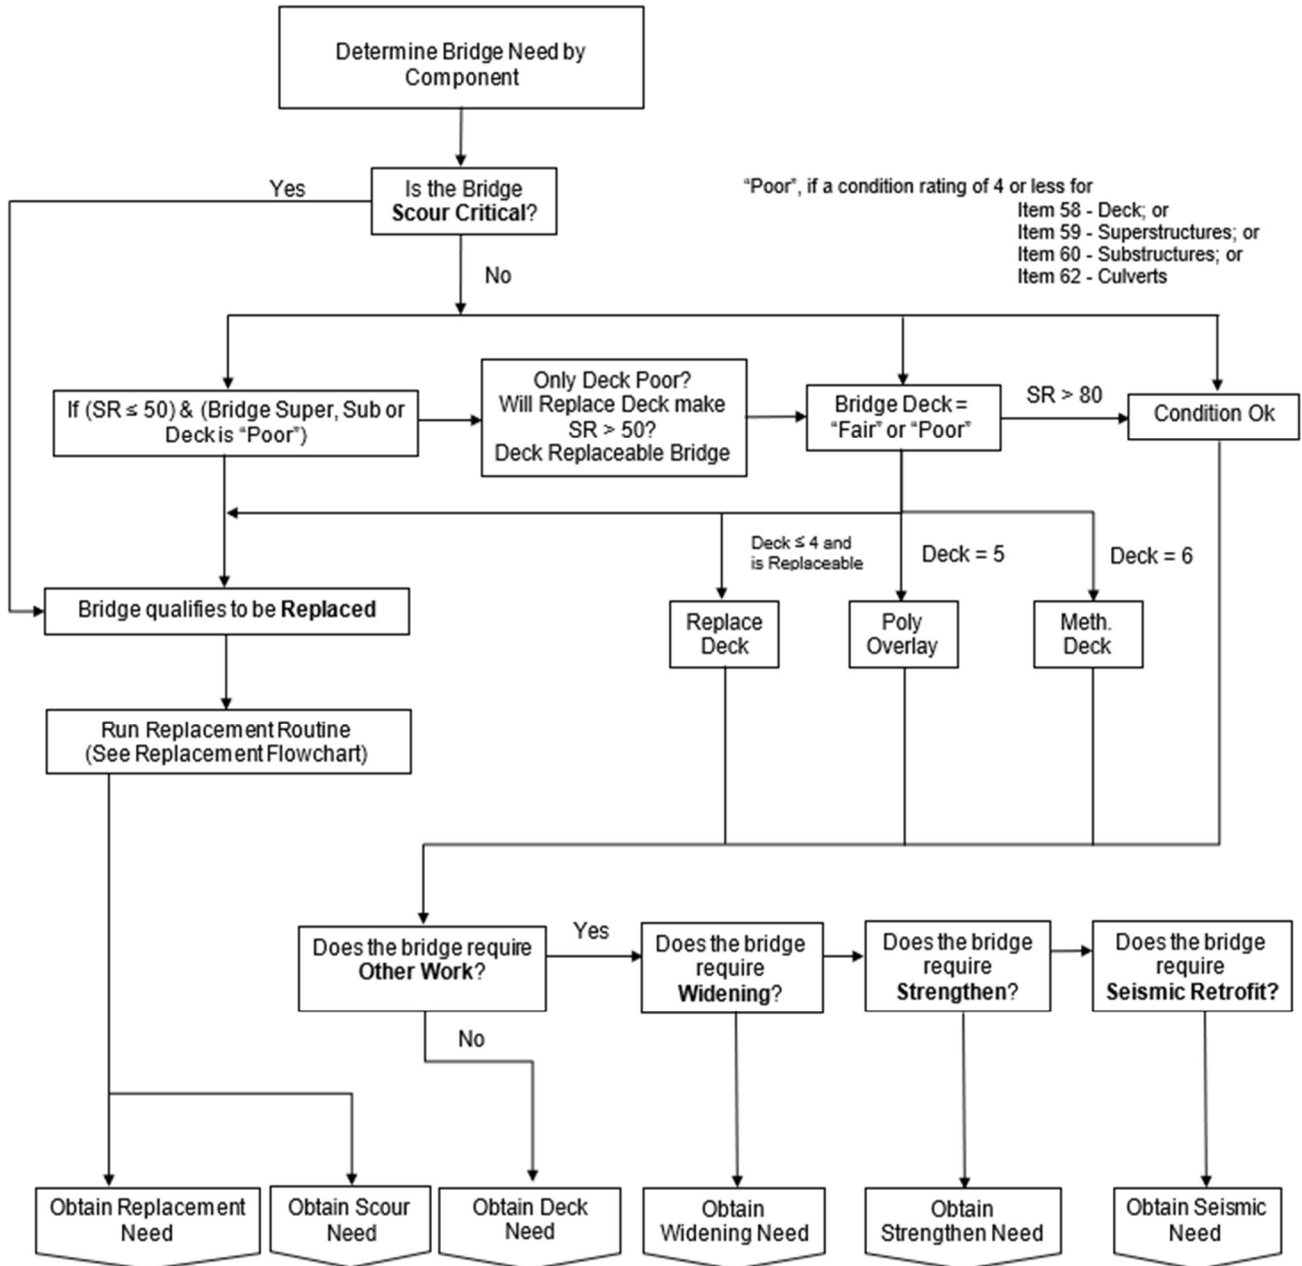 Determine Bridge Need by
Component
Yes
Is the Bridge
Scour Critical?
“Poor”, if a condition rating of 4 or less for
Item 58 - Deck; or
Item 59 - Superstructures; or
Item 60 - Substructures; or
Item 62 - Culverts
No
If (SR ≤ 50) & (Bridge Super, Sub or
Deck is “Poor”)
Only Deck Poor?
Will Replace Deck make
SR > 50?
Deck Replaceable Bridge
Bridge Deck =
“Fair” or “Poor”
SR > 80
Condition Ok
Deck ≤ 4 and
is Replaceable
Deck = 5
Deck = 6
Bridge qualifies to be Replaced
Replace
Deck
Poly
Overlay
Meth.
Deck
Run Replacement Routine
(See Replacement Flowchart)
Does the bridge require
Other Work?
Yes
Does the bridge
require
Widening?
Does the bridge
require
Strengthen?
Does the bridge
require
Seismic Retrofit?
No
Obtain Replacement
Need
Obtain Scour
Need
Obtain Deck
Need
Obtain
Widening Need
Obtain
Strengthen Need
Obtain Seismic
Need